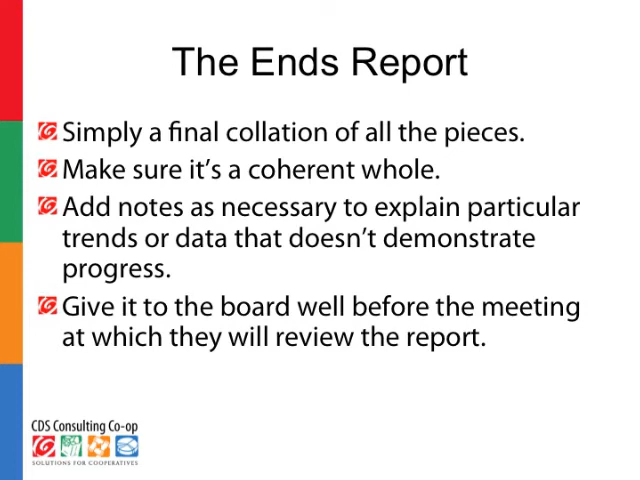 The Ends Report
Simply a final collation of all the pieces.
Make sure it's a coherent whole.
Add notes as necessary to explain particular
trends or data that doesn't demonstrate
progress.
Give it to the board well before the meeting
at which they will review the report.
CDS Consulting Co-op
SOLUTIONS FOR COOPERATIVES